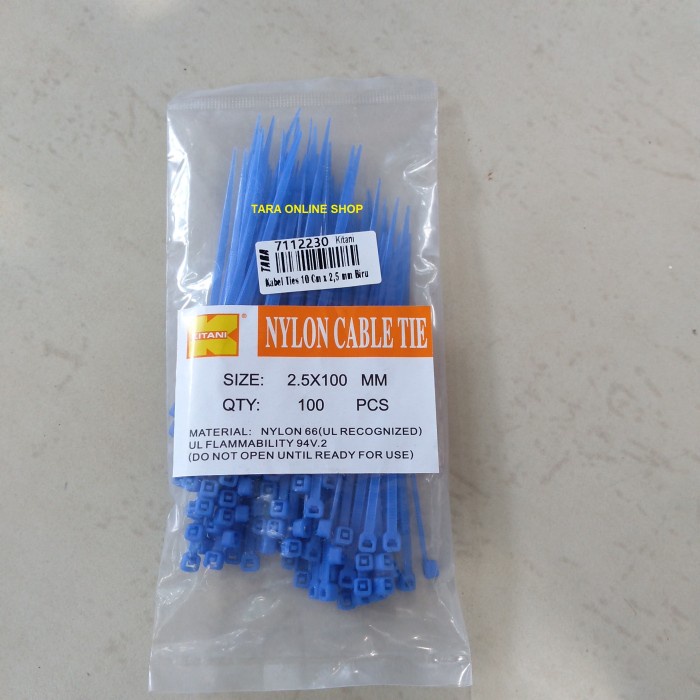 TARA ONLINE SHOP
TARA
7112230 Kitani
Kabel Ties 10 Cm x 2,5 mm Biru
KITANI
®
NYLON CABLE TIE
SIZE: 2.5X100 MM
QTY: 100 PCS
MATERIAL: NYLON 66(UL RECOGNIZED)
UL FLAMMABILITY 94V.2
(DO NOT OPEN UNTIL READY FOR USE)